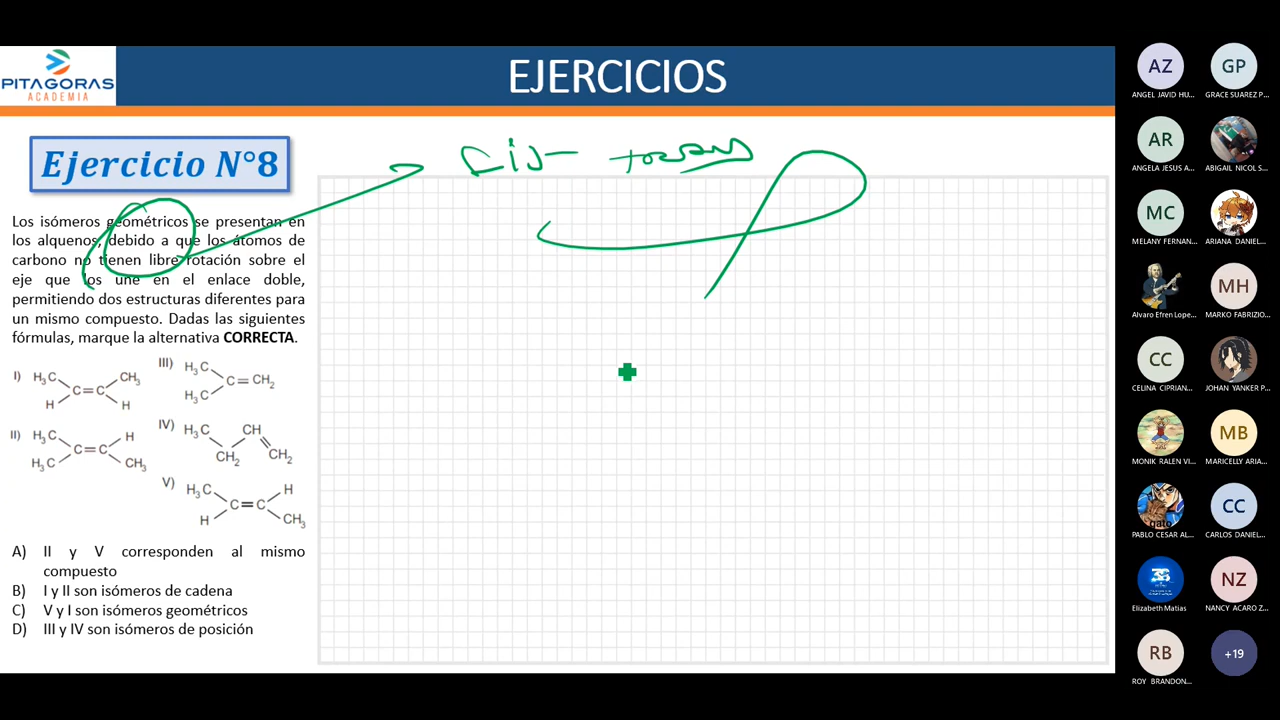 PITAGORAS
ACADEMIA
EJERCICIOS
Ejercicio N°8
Cis- trans
Los isómeros geométricos se presentan en
los alquenos, debido a que los átomos de
carbono no tienen libre rotación sobre el
eje que los une en el enlace doble,
permitiendo dos estructuras diferentes para
un mismo compuesto. Dadas las siguientes
fórmulas, marque la alternativa CORRECTA.
I) H₃C CH₃
C=C
H H
II) H₃C H
C=C
H₃C CH₃
III) H₃C
C=CH₂
H₃C
IV) H₃C CH
CH₂ CH₂
V) H₃C H
C=C
H CH₃
A) II y V corresponden al mismo
compuesto
B) I y II son isómeros de cadena
C) V y I son isómeros geométricos
D) III y IV son isómeros de posición
AZ
ANGEL JAVID HU...
GP
GRACE SUAREZ P...
AR
ANGELA JESUS A...
ABIGAIL NICOL S...
MC
MELANY FERNAN...
ARIANA DANIEL...
Alvaro Efren Lope...
MH
MARKO FABRIZIO...
CC
CELINA CIPRIAN...
JOHAN YANKER P...
MONIK RALEN VI...
MB
MARICELLY ARIA...
gato
PABLO CESAR AL...
CC
CARLOS DANIEL...
Elizabeth Matias
NZ
NANCY ACARO Z...
RB
ROY BRANDON...
+19